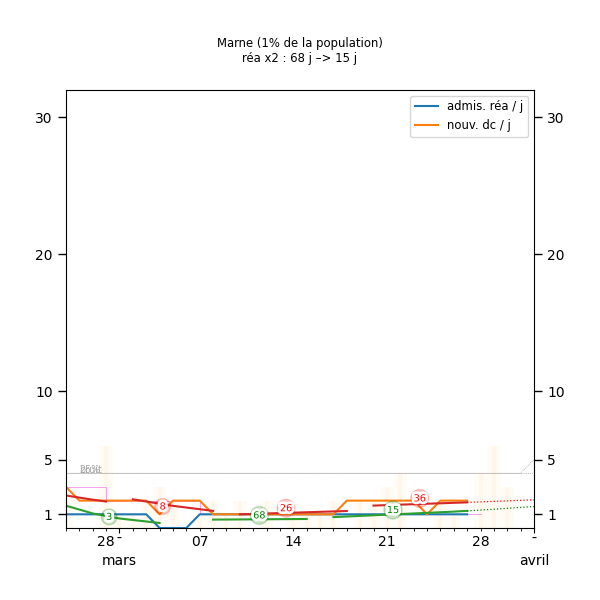 Marne (1% de la population)
réa x2 : 68 j –> 15 j
admis. réa / j
nouv. dc / j
30 30
20 20
10 10
5 5
1 1
3 8 68 26 15 36
28 07 14 21 28
mars avril